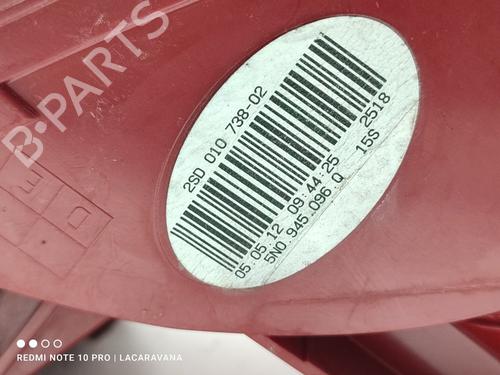 B-PARTS
2SD 010 738-02
05.05.12 09:44:25 2518
5N0.945.096.Q 15S
REDMI NOTE 10 PRO | LACARAVANA